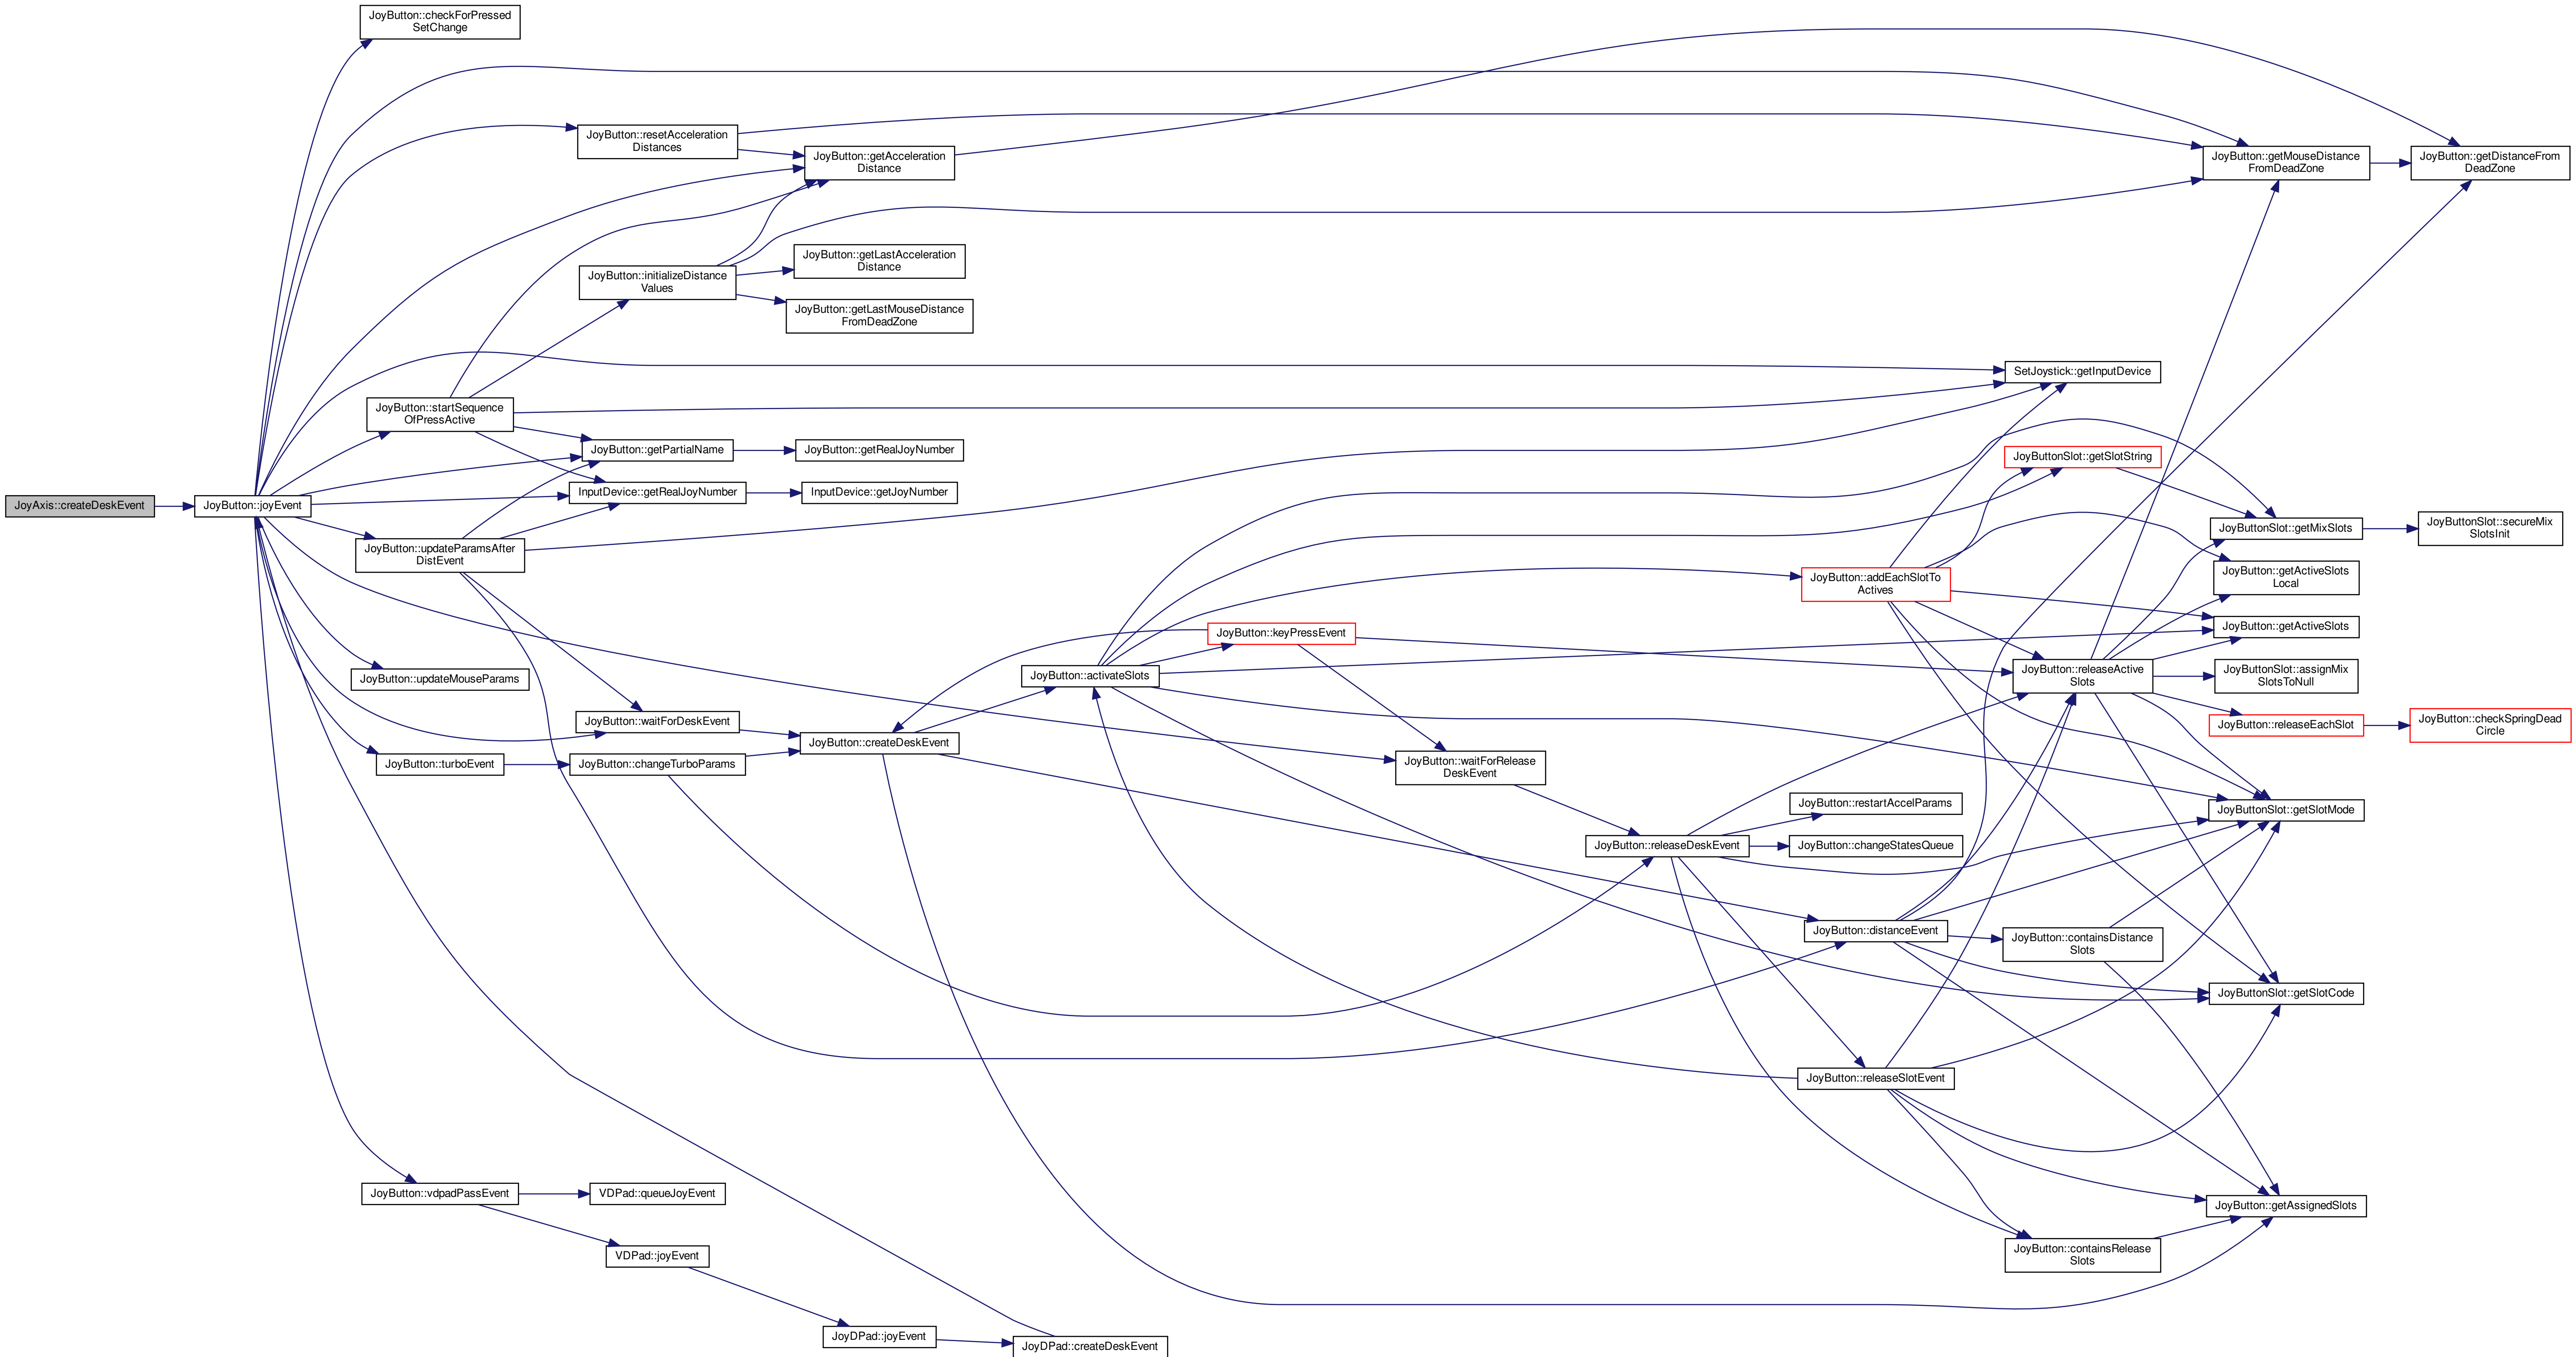 JoyButton::checkForPressed
SetChange
JoyButton::resetAcceleration
Distances
JoyButton::getAcceleration
Distance
JoyButton::getMouseDistance
FromDeadZone
JoyButton::getDistanceFrom
DeadZone
JoyButton::getLastAcceleration
Distance
JoyButton::initializeDistance
Values
JoyButton::getLastMouseDistance
FromDeadZone
SetJoystick::getInputDevice
JoyButton::startSequence
OfPressActive
JoyButton::getPartialName
JoyButton::getRealJoyNumber
JoyButtonSlot::getSlotString
InputDevice::getRealJoyNumber
InputDevice::getJoyNumber
JoyAxis::createDeskEvent
JoyButton::joyEvent
JoyButtonSlot::getMixSlots
JoyButtonSlot::secureMix
SlotsInit
JoyButton::updateParamsAfter
DistEvent
JoyButton::addEachSlotTo
Actives
JoyButton::getActiveSlots
Local
JoyButton::keyPressEvent
JoyButton::getActiveSlots
JoyButton::updateMouseParams
JoyButton::activateSlots
JoyButton::releaseActive
Slots
JoyButtonSlot::assignMix
SlotsToNull
JoyButton::waitForDeskEvent
JoyButton::releaseEachSlot
JoyButton::checkSpringDead
Circle
JoyButton::createDeskEvent
JoyButton::turboEvent
JoyButton::changeTurboParams
JoyButton::waitForRelease
DeskEvent
JoyButton::restartAccelParams
JoyButtonSlot::getSlotMode
JoyButton::releaseDeskEvent
JoyButton::changeStatesQueue
JoyButton::distanceEvent
JoyButton::containsDistance
Slots
JoyButtonSlot::getSlotCode
JoyButton::releaseSlotEvent
JoyButton::vdpadPassEvent
VDPad::queueJoyEvent
JoyButton::getAssignedSlots
VDPad::joyEvent
JoyButton::containsRelease
Slots
JoyDPad::joyEvent
JoyDPad::createDeskEvent